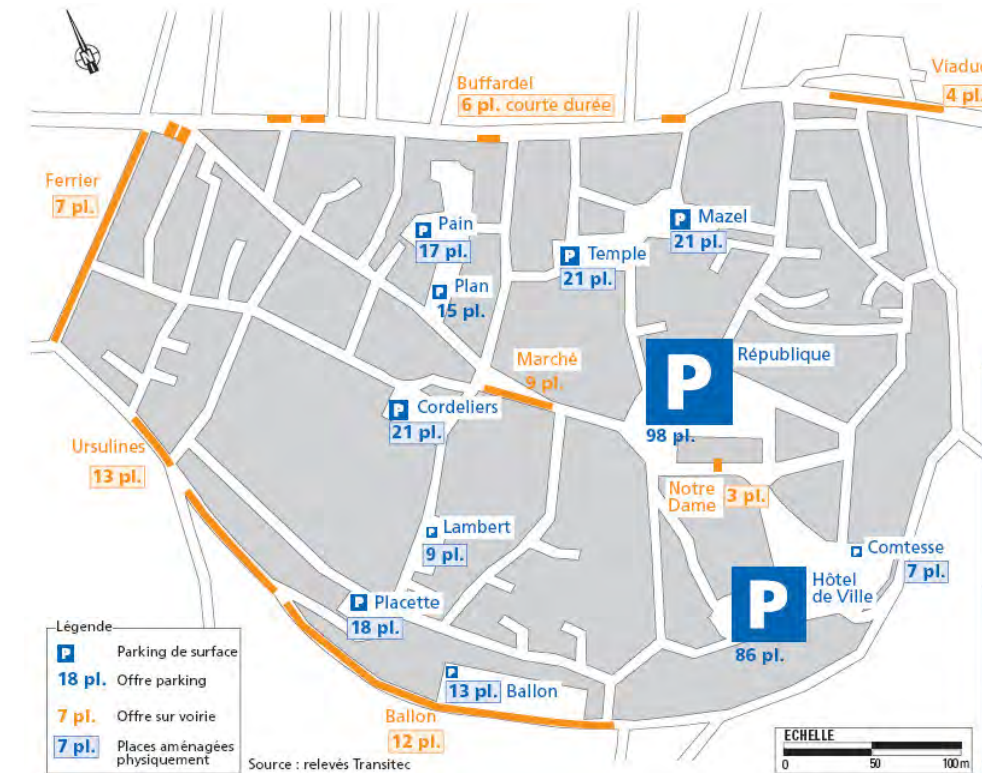 Viaduc
4 pl.
Buffardel
6 pl. courte durée
Ferrier
7 pl.
P Pain
17 pl.
P Mazel
21 pl.
P Temple
21 pl.
P Plan
15 pl.
Marché
9 pl.
P
République
98 pl.
P Cordeliers
21 pl.
Ursulines
13 pl.
Notre
Dame
3 pl.
P Lambert
9 pl.
P Comtesse
7 pl.
P
Hôtel
de Ville
86 pl.
P Placette
18 pl.
P
13 pl. Ballon
Ballon
12 pl.
Légende
P Parking de surface
18 pl. Offre parking
7 pl. Offre sur voirie
7 pl. Places aménagées
physiquement
Source : relevés Transitec
ECHELLE
0 50 100m